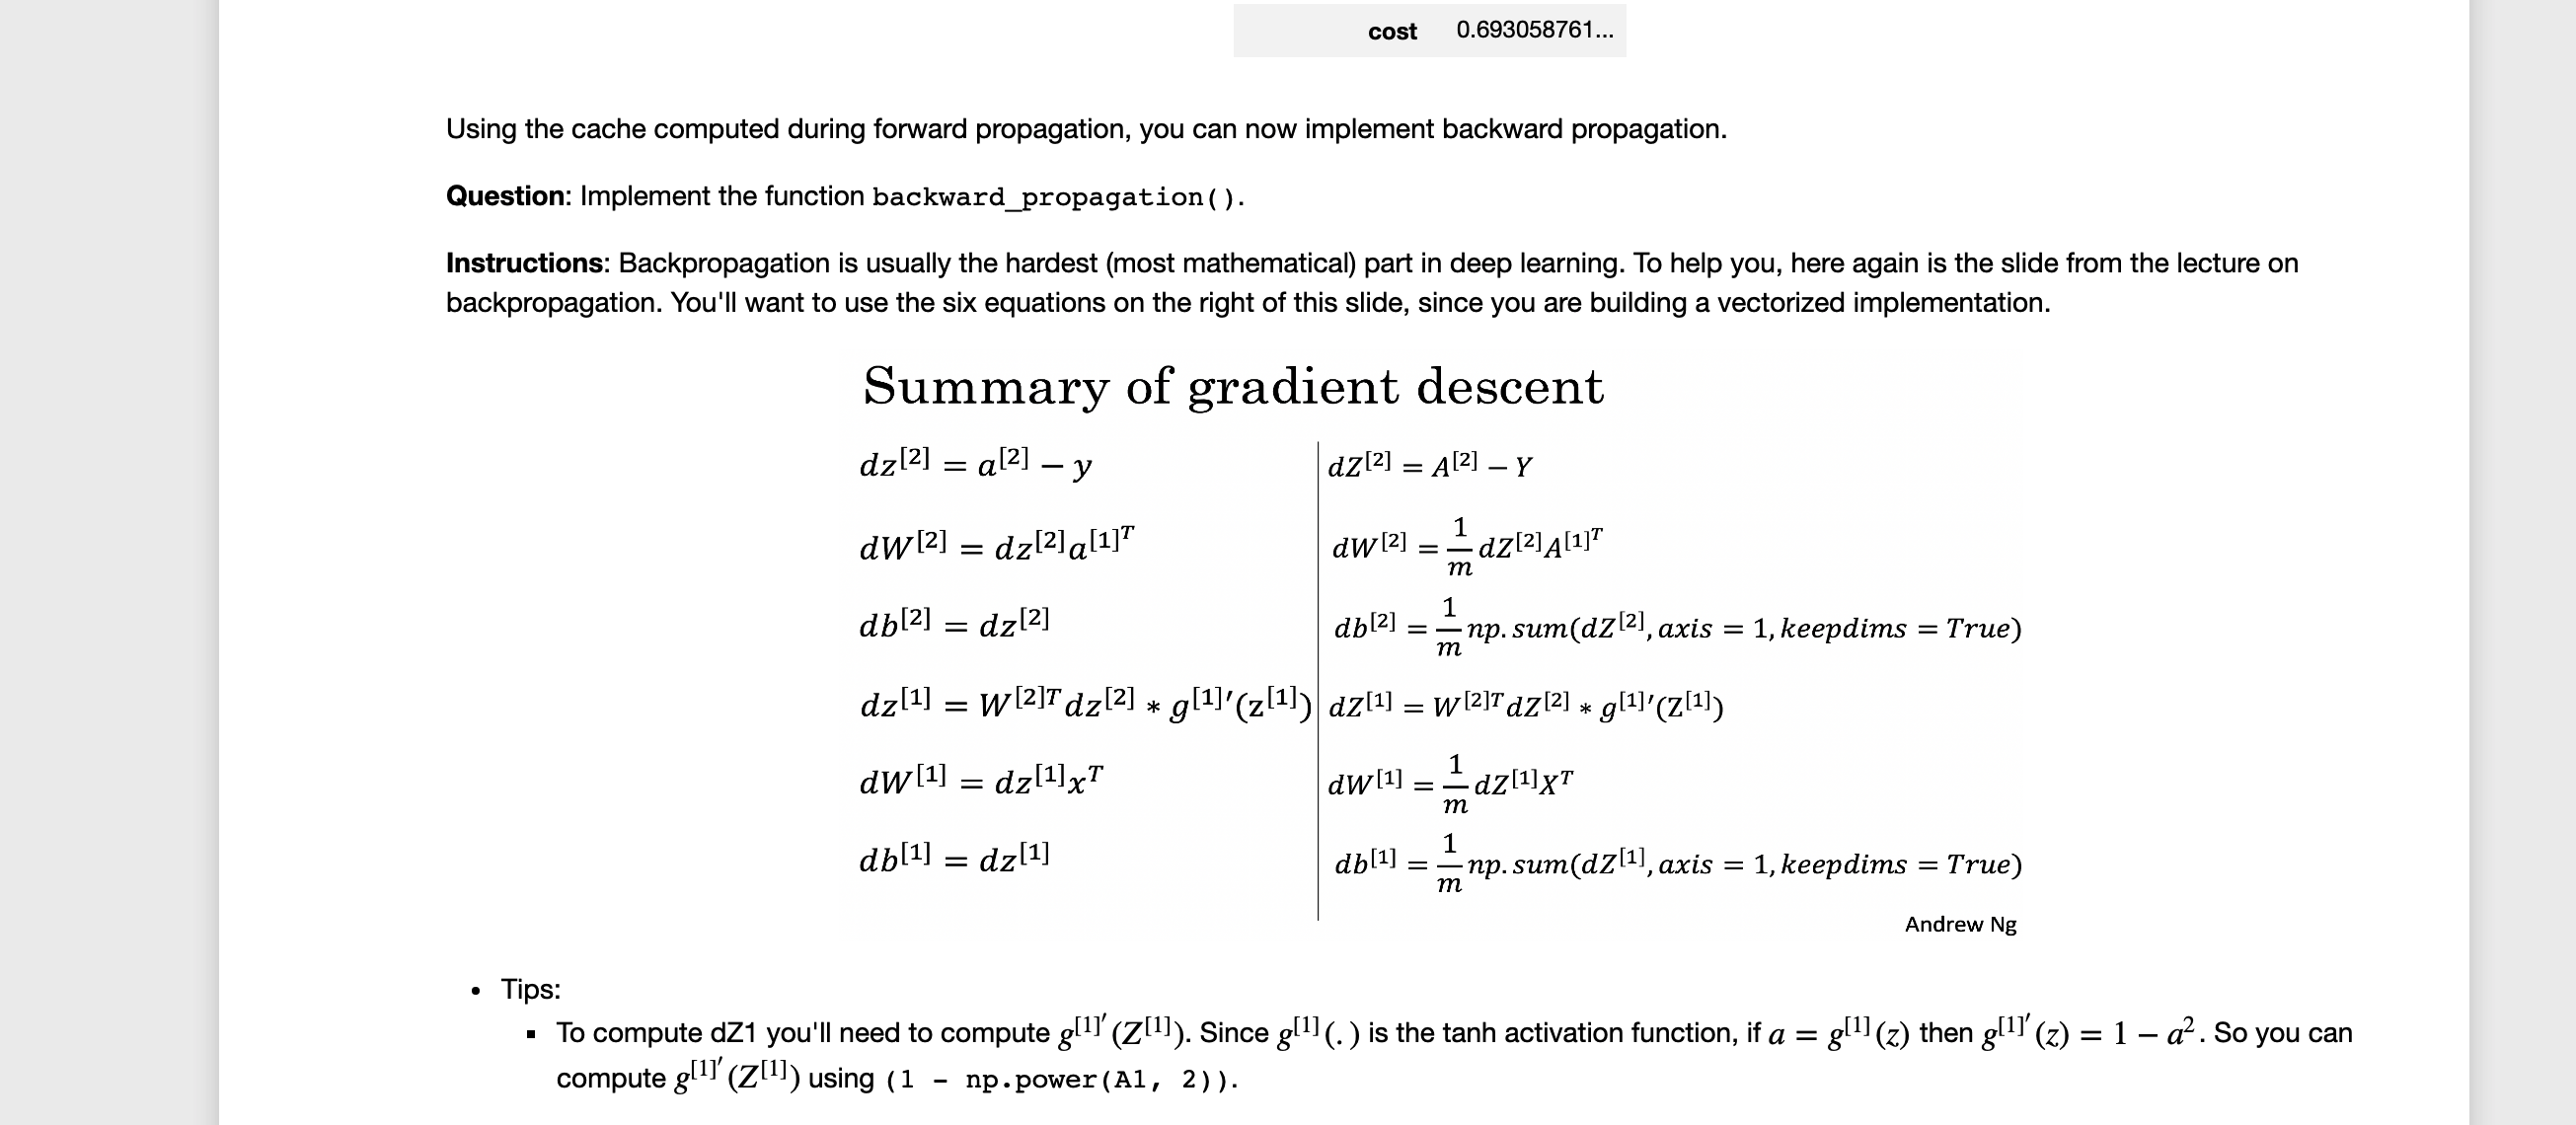 cost 0.693058761...
Using the cache computed during forward propagation, you can now implement backward propagation.
Question: Implement the function backward_propagation().
Instructions: Backpropagation is usually the hardest (most mathematical) part in deep learning. To help you, here again is the slide from the lecture on
backpropagation. You'll want to use the six equations on the right of this slide, since you are building a vectorized implementation.
Summary of gradient descent
dz^[2] = a^[2] − y
dW^[2] = dz^[2]a^[1]^T
db^[2] = dz^[2]
dz^[1] = W^[2]T dz^[2] * g^[1]′(z^[1])
dW^[1] = dz^[1]x^T
db^[1] = dz^[1]
dZ^[2] = A^[2] − Y
dW^[2] = 1/m dZ^[2]A^[1]^T
db^[2] = 1/m np.sum(dZ^[2], axis = 1, keepdims = True)
dZ^[1] = W^[2]T dZ^[2] * g^[1]′(Z^[1])
dW^[1] = 1/m dZ^[1]X^T
db^[1] = 1/m np.sum(dZ^[1], axis = 1, keepdims = True)
Andrew Ng
• Tips:
▪ To compute dZ1 you'll need to compute g^[1]′(Z^[1]). Since g^[1](.) is the tanh activation function, if a = g^[1](z) then g^[1]′(z) = 1 − a². So you can
compute g^[1]′(Z^[1]) using (1 - np.power(A1, 2)).